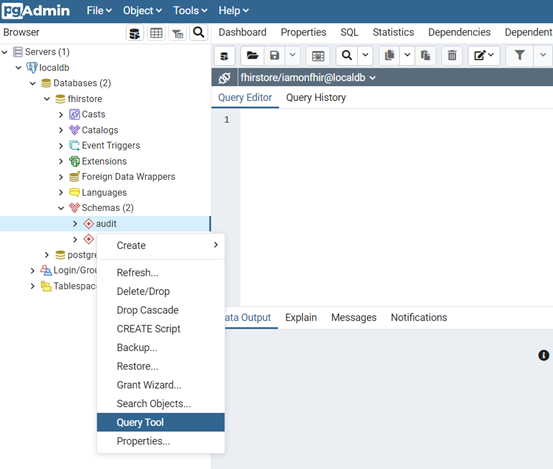 pgAdmin File Object Tools Help
Browser
Dashboard Properties SQL Statistics Dependencies Dependent
Servers (1)
localdb
Databases (2)
fhirstore
Casts
Catalogs
Event Triggers
Extensions
Foreign Data Wrappers
Languages
Schemas (2)
audit
postgre
Login/Grou
Tablespace
fhirstore/iamonfhir@localdb
Query Editor Query History
1
Create
Refresh...
Delete/Drop
Drop Cascade
CREATE Script
Backup...
Restore...
Grant Wizard...
Search Objects...
Query Tool
Properties...
ata Output Explain Messages Notifications